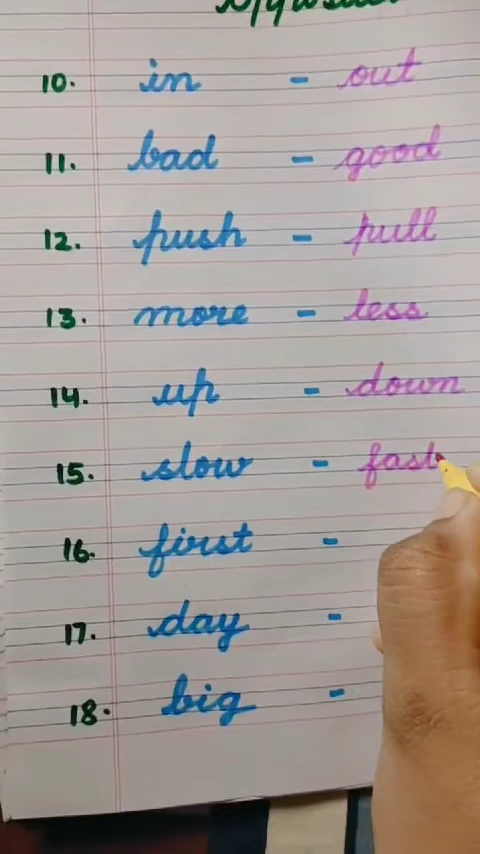 10. in - out
11. bad - good
12. push - pull
13. more - less
14. up - down
15. slow - fast
16. first -
17. day -
18. big -